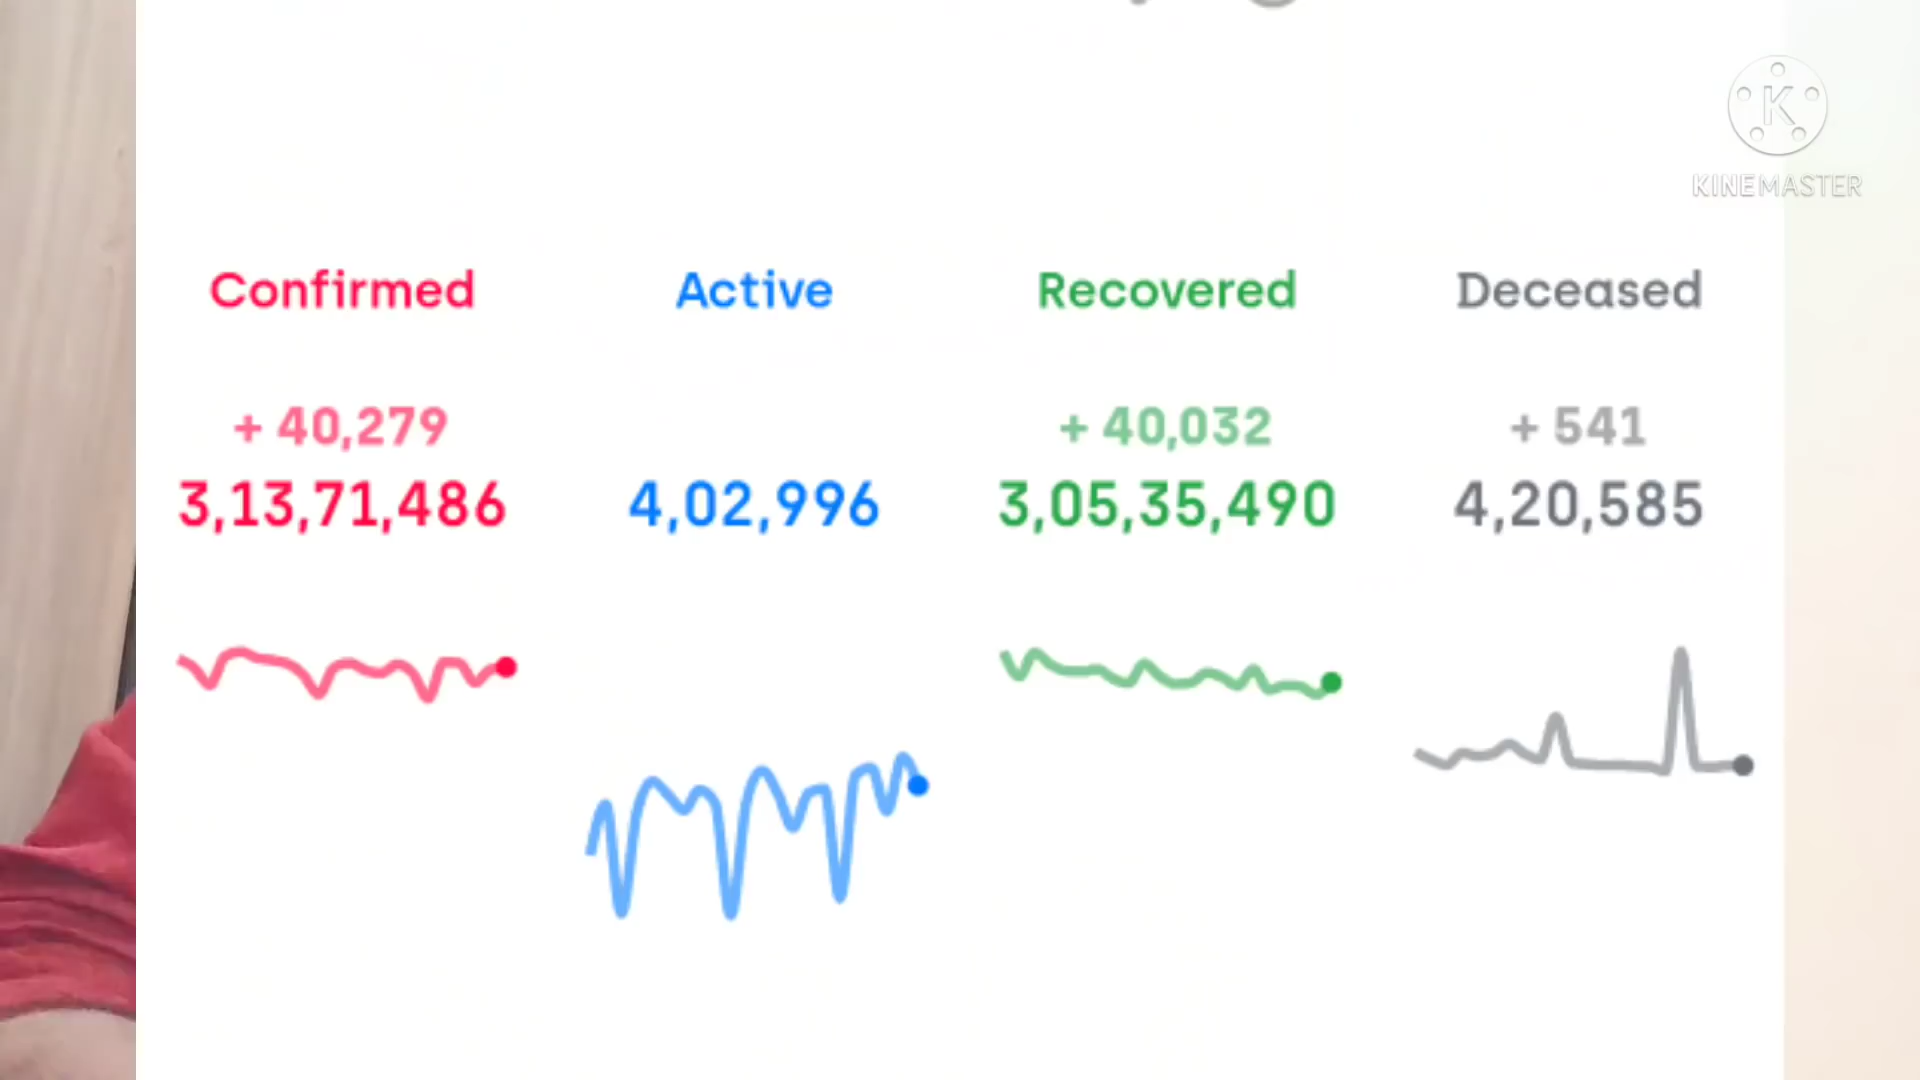 K
KINEMASTER
Confirmed Active Recovered Deceased
+ 40,279 + 40,032 + 541
3,13,71,486 4,02,996 3,05,35,490 4,20,585